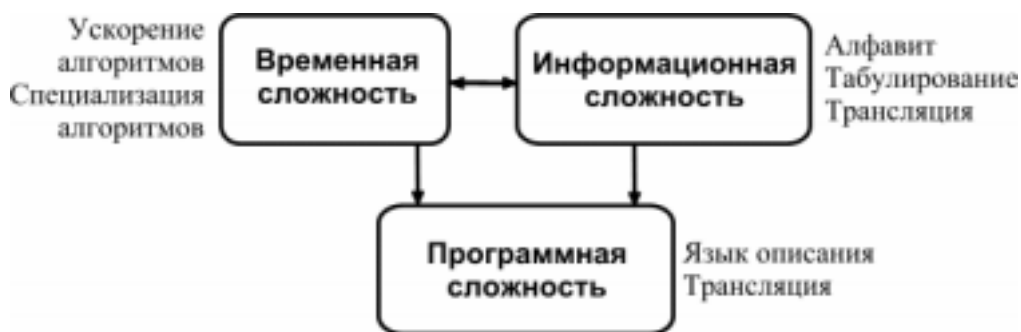 Ускорение
алгоритмов
Специализация
алгоритмов
Временная
сложность
Информационная
сложность
Алфавит
Табулирование
Трансляция
Программная
сложность
Язык описания
Трансляция